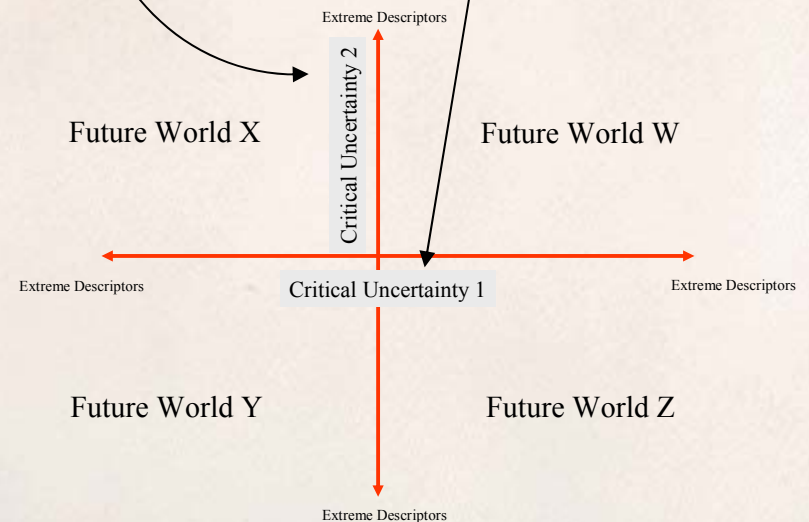 Extreme Descriptors
Critical Uncertainty 2
Future World X
Future World W
Extreme Descriptors
Critical Uncertainty 1
Extreme Descriptors
Future World Y
Future World Z
Extreme Descriptors